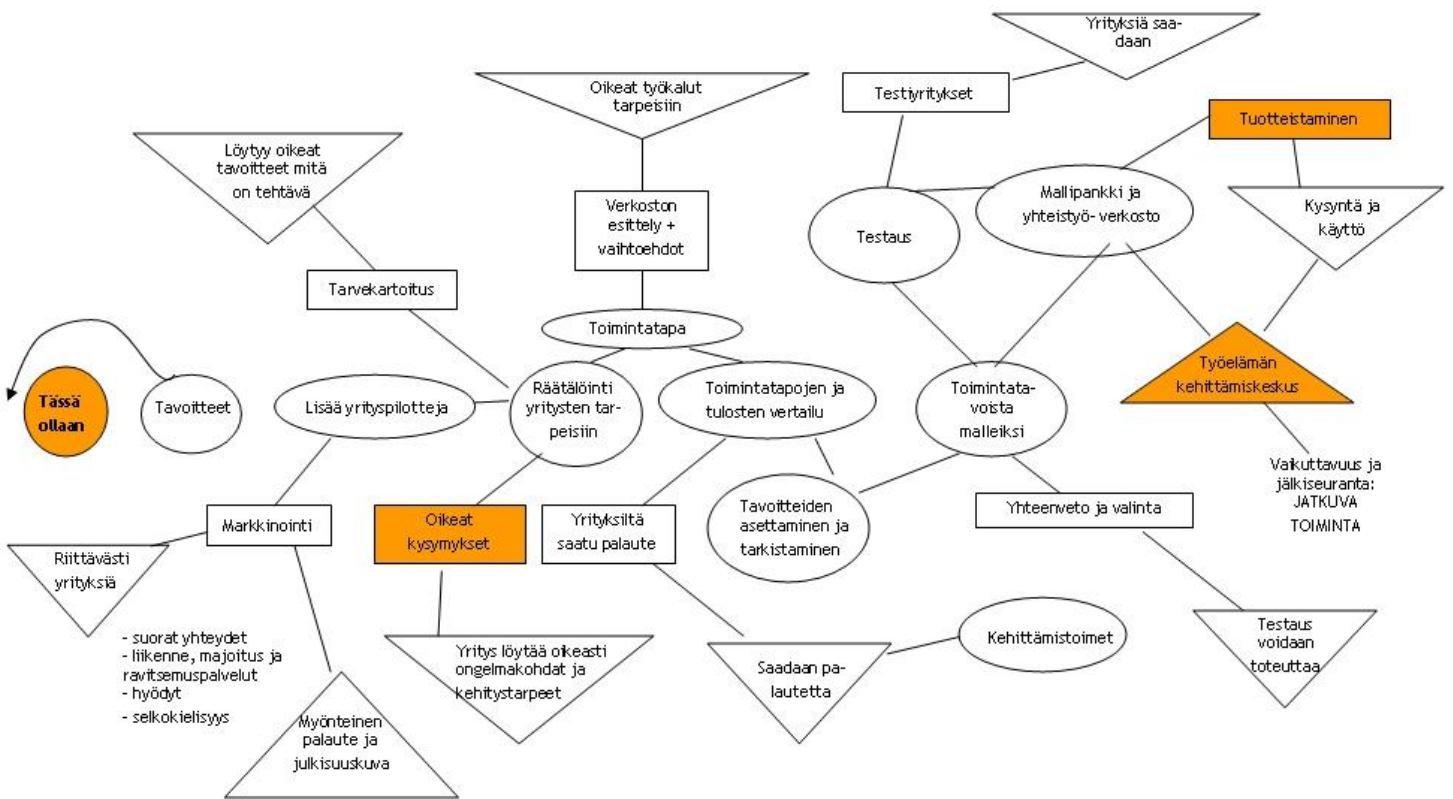 Yrityksiä saa-
daan
Oikeat työkalut
tarpeisiin
Testiyritykset
Tuotteistaminen
Löytyy oikeat
tavoitteet mitä
on tehtävä
Verkoston
esittely +
vaihtoehdot
Mallipankki ja
yhteistyö- verkosto
Testaus
Kysyntä ja
käyttö
Tarvekartoitus
Toimintatapa
Työelämän
kehittämiskeskus
Tässä
ollaan
Tavoitteet
Lisää yrityspilotteja
Räätälöinti
yritysten tar-
peisiin
Toimintatapojen ja
tulosten vertailu
Toimintata-
voista
malleiksi
Vaikuttavuus ja
jälkiseuranta:
JATKUVA
TOIMINTA
Markkinointi
Oikeat
kysymykset
Yrityksiltä
saatu palaute
Tavoitteiden
asettaminen ja
tarkistaminen
Yhteenveto ja valinta
Riittävästi
yrityksiä
- suorat yhteydet
- liikenne, majoitus ja
ravitsemuspalvelut
- hyödyt
- selkokielisyys
Yritys löytää oikeasti
ongelmakohdat ja
kehitystarpeet
Saadaan pa-
lautetta
Kehittämistoimet
Testaus
voidaan
toteuttaa
Myönteinen
palaute ja
julkisuuskuva